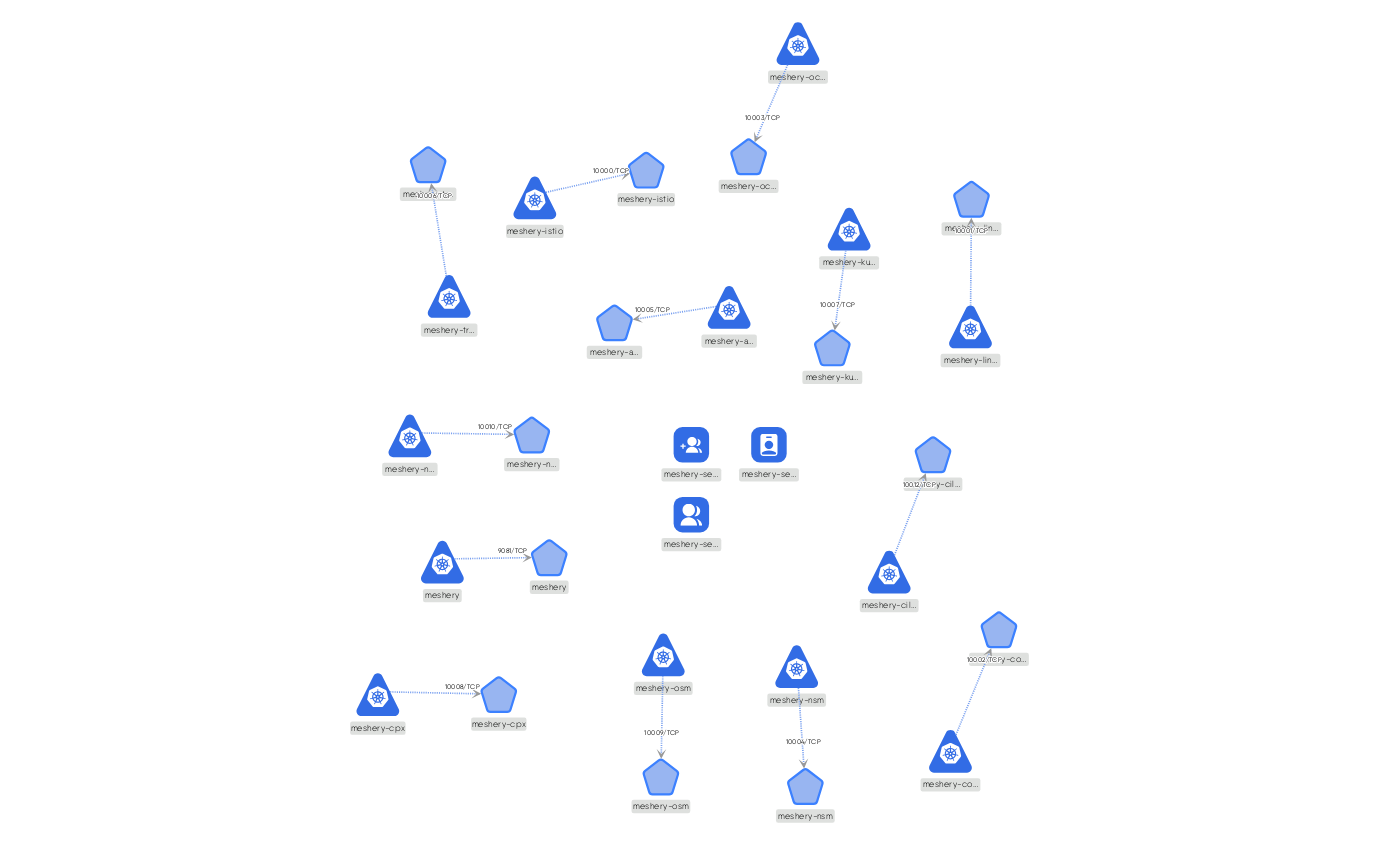 meshery-oc...
10003/TCP
meshery-oc...
10000/TCP
meshery-istio
meshery-istio
10006/TCP
meshery-tr...
10001/TCP
meshery-lin...
meshery-ku...
10007/TCP
meshery-ku...
10005/TCP
meshery-a...
meshery-a...
10010/TCP
meshery-n...
meshery-n...
meshery-se...
meshery-se...
meshery-se...
10012/TCP
meshery-cil...
9081/TCP
meshery
meshery
10008/TCP
meshery-cpx
meshery-cpx
meshery-osm
10009/TCP
meshery-osm
meshery-nsm
10004/TCP
meshery-nsm
10002/TCP
meshery-co...